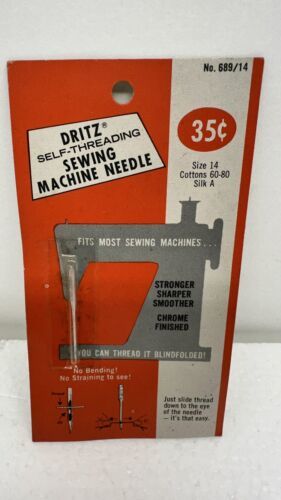 No. 689/14
DRITZ®
SELF-THREADING
SEWING
MACHINE NEEDLE
35¢
Size 14
Cottons 60-80
Silk A
FITS MOST SEWING MACHINES...
STRONGER
SHARPER
SMOOTHER
CHROME
FINISHED
YOU CAN THREAD IT BLINDFOLDED!
No Bending!
No Straining to see!
Just slide thread
down to the eye
of the needle
— it's that easy.